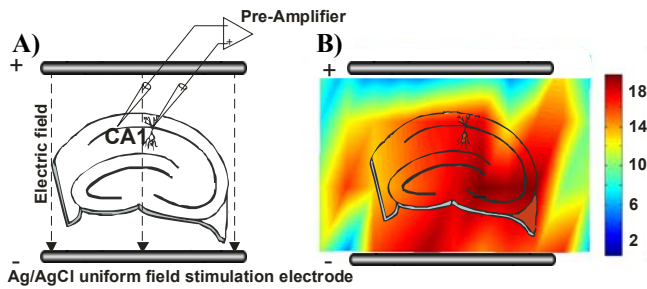 Pre-Amplifier
A)
B)
+
-
+
+
-
CA1
Electric field
18
14
10
6
2
Ag/AgCl uniform field stimulation electrode